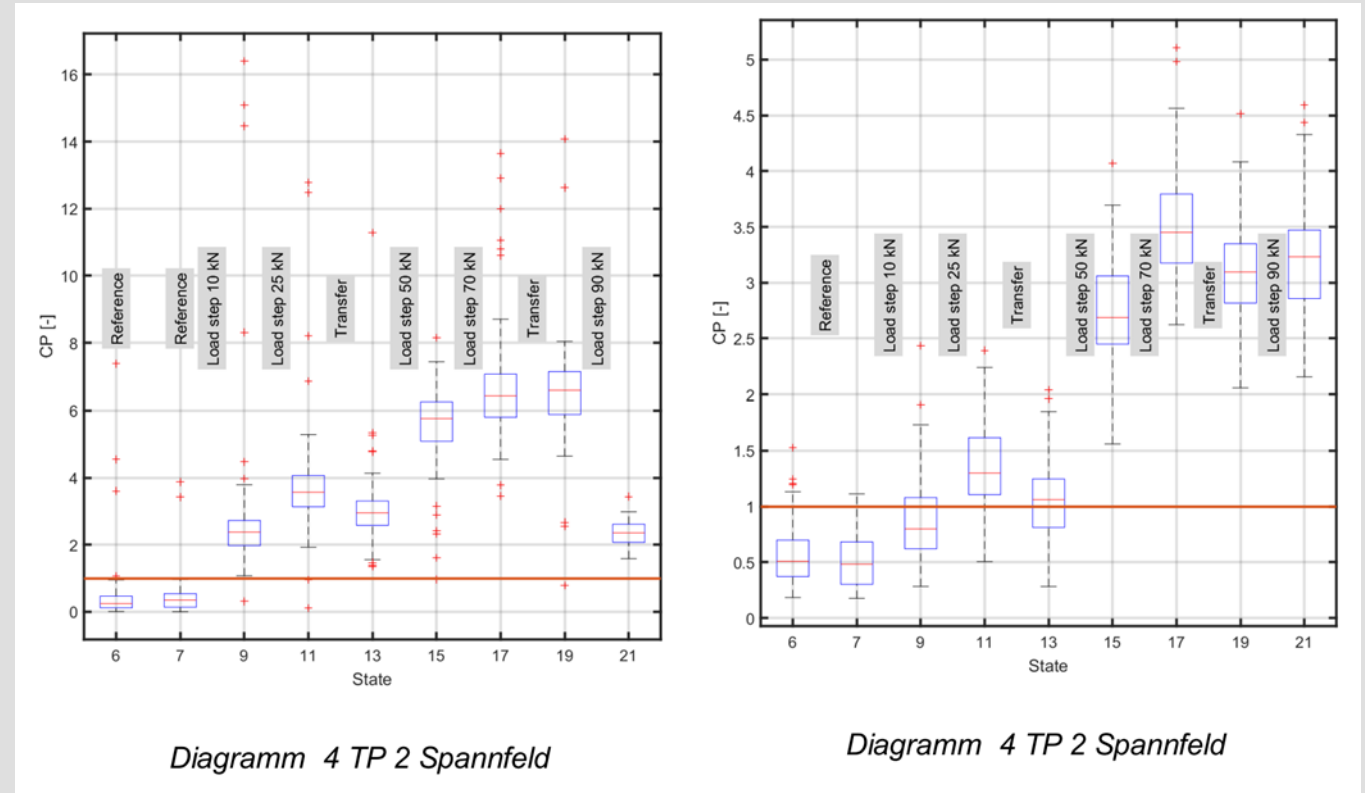 16
14
12
10
8
6
4
2
0
CP [-]
Reference
Reference
Load step 10 kN
Load step 25 kN
Transfer
Load step 50 kN
Load step 70 kN
Transfer
Load step 90 kN
6 7 9 11 13 15 17 19 21
State
Diagramm 4 TP 2 Spannfeld
5
4.5
4
3.5
3
2.5
2
1.5
1
0.5
0
CP [-]
Reference
Load step 10 kN
Load step 25 kN
Transfer
Load step 50 kN
Load step 70 kN
Transfer
Load step 90 kN
6 7 9 11 13 15 17 19 21
State
Diagramm 4 TP 2 Spannfeld